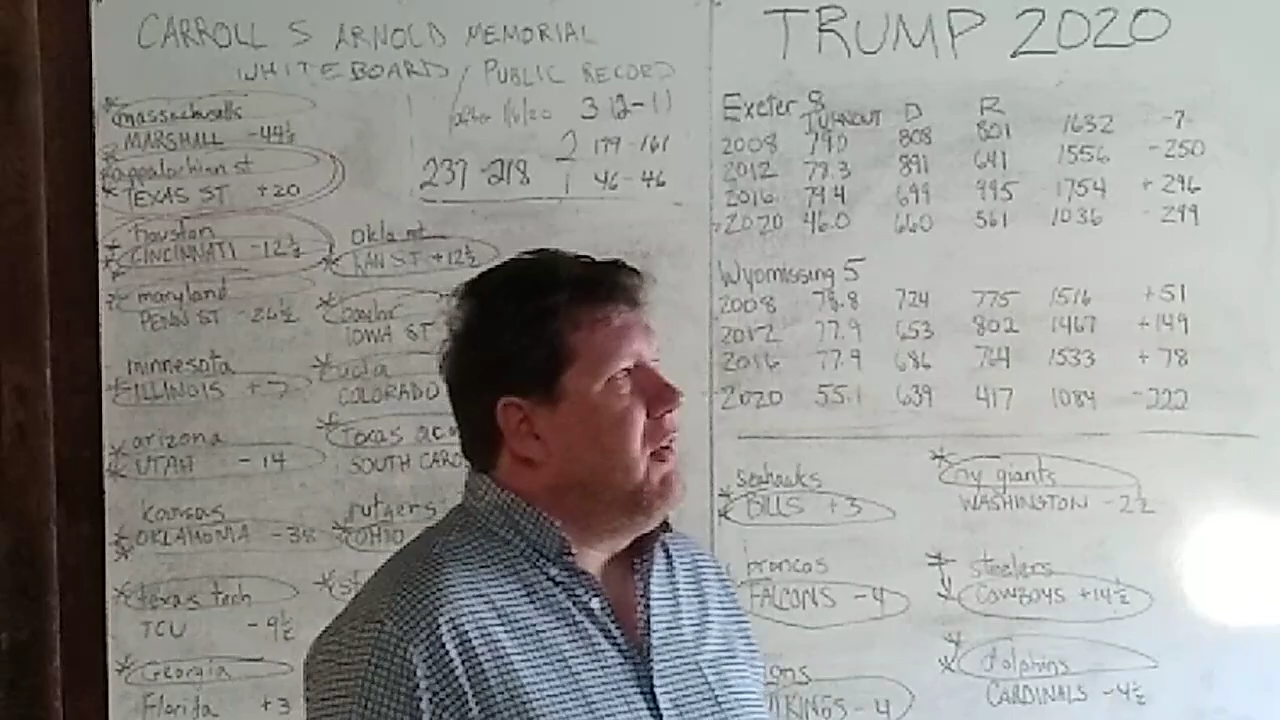 CARROLL S ARNOLD MEMORIAL
WHITEBOARD / PUBLIC RECORD
3 12-11
2 179-161
237-218 1 46-46
massachusetts
MARSHALL -44½
appalachian st
TEXAS ST +20
houston
CINCINNATI -12½
maryland
PENN ST -26½
minnesota
ILLINOIS +7
arizona
UTAH -14
kansas
OKLAHOMA -38
texas tech
TCU -9½
Georgia
Florida +3
KAN ST +12½
IOWA ST
ucla
COLORADO
Texas
SOUTH
rutgers
OHIO
TRUMP 2020
Exeter 8
TURNOUT D R
2008 79.0 808 801 1632 -7
2012 79.3 891 641 1556 -250
2016 79.4 699 995 1754 +296
2020 46.0 660 561 1036 -299
Wyomissing 5
2008 78.8 724 775 1516 +51
2012 77.9 653 802 1467 +149
2016 77.9 686 764 1533 +78
2020 55.1 639 417 1084 -222
seahawks
BILLS +3
broncos
FALCONS -4
VIKINGS -4
ny giants
WASHINGTON -2½
steelers
COWBOYS +14½
dolphins
CARDINALS -4½